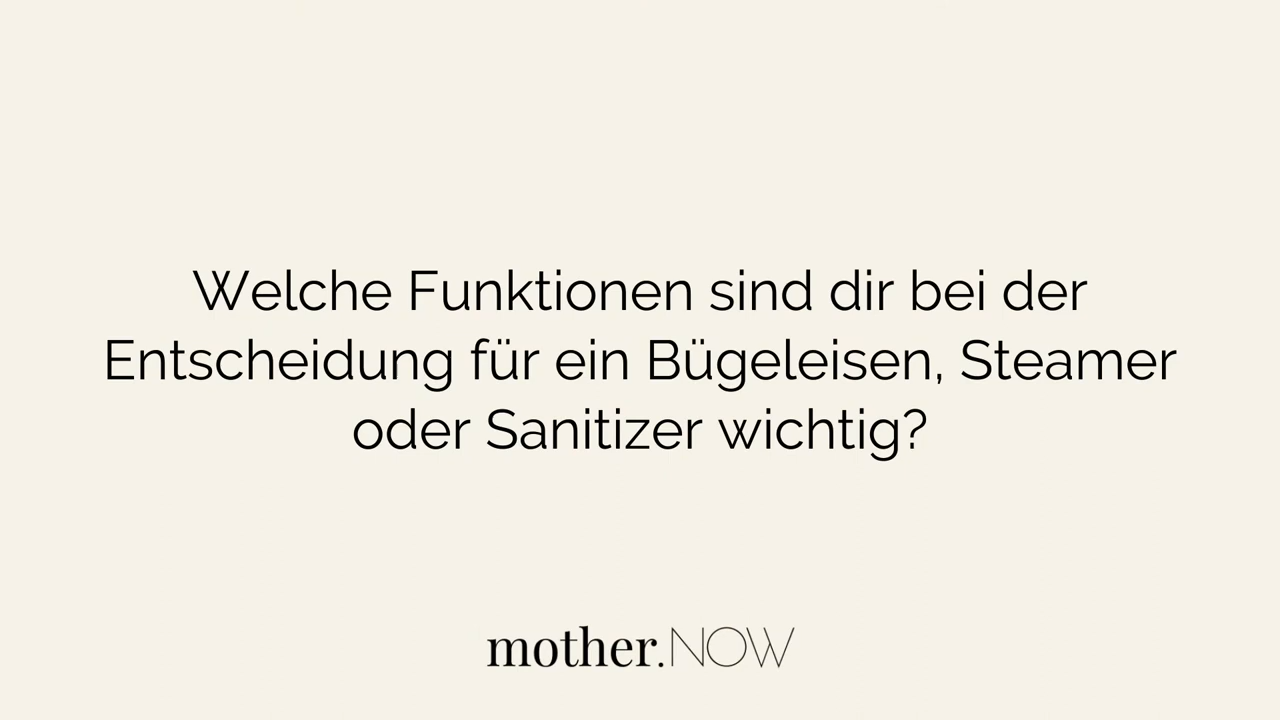 Welche Funktionen sind dir bei der
Entscheidung für ein Bügeleisen, Steamer
oder Sanitizer wichtig?
mother.NOW